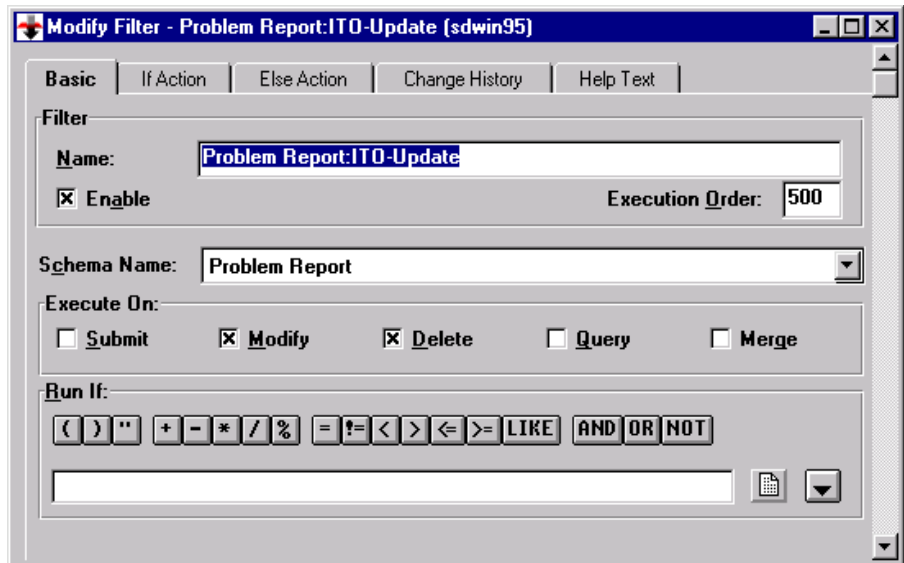 Modify Filter - Problem Report:ITO-Update (sdwin95)
Basic If Action Else Action Change History Help Text
Filter
Name: Problem Report:ITO-Update
Enable Execution Order: 500
Schema Name: Problem Report
Execute On:
Submit Modify Delete Query Merge
Run If:
( ) " + - * / % = != < > <= >= LIKE AND OR NOT